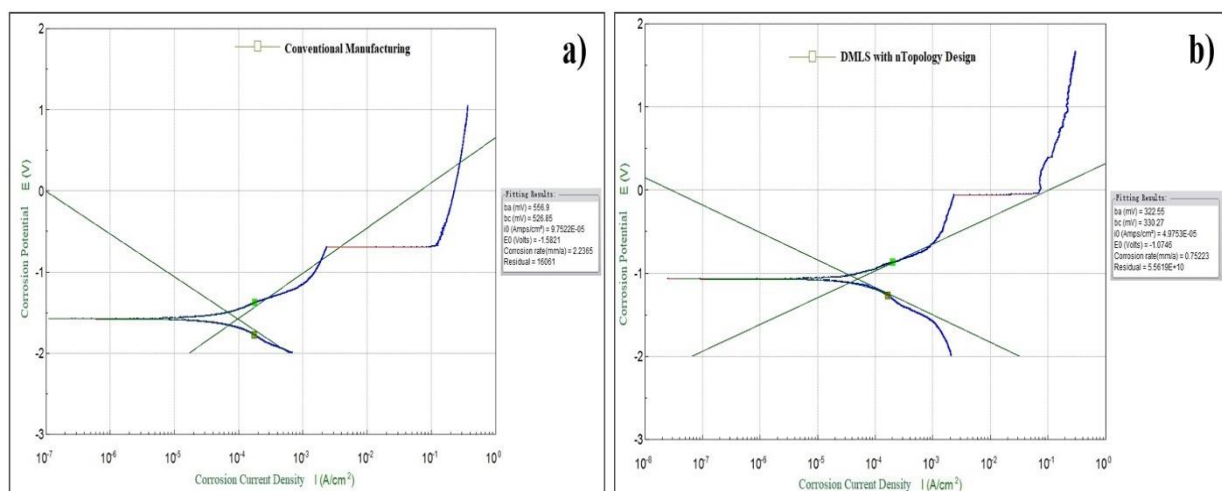 a)
Conventional Manufacturing
2
1
0
-1
-2
-3
Corrosion Potential E (V)
10^-7 10^-6 10^-5 10^-4 10^-3 10^-2 10^-1 10^0
Corrosion Current Density I (A/cm²)
Fitting Results:
ba (mV) = 556.9
bc (mV) = 526.85
i0 (Amps/cm²) = 9.7522E-05
E0 (Volts) = -1.5821
Corrosion rate(mm/a) = 2.2365
Residual = 16061
b)
DMLS with nTopology Design
2
1
0
-1
-2
-3
Corrosion Potential E (V)
10^-8 10^-7 10^-6 10^-5 10^-4 10^-3 10^-2 10^-1 10^0
Corrosion Current Density I (A/cm²)
Fitting Results:
ba (mV) = 322.55
bc (mV) = 330.27
i0 (Amps/cm²) = 4.9753E-05
E0 (Volts) = -1.0746
Corrosion rate(mm/a) = 0.75223
Residual = 5.5619E+10